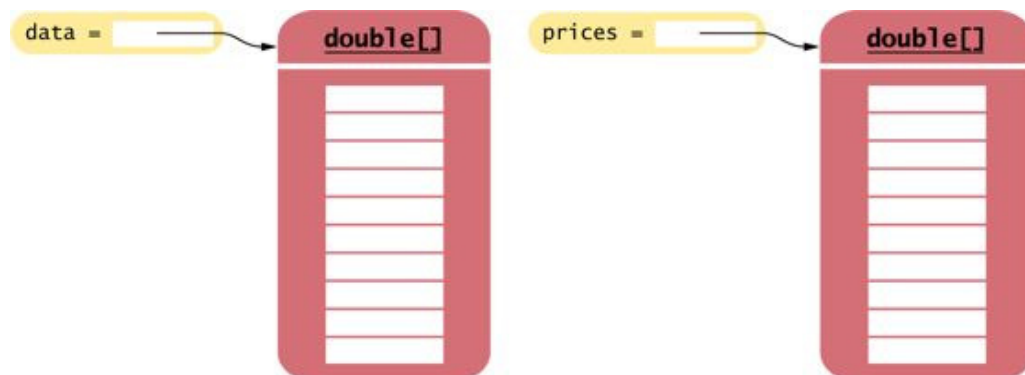 data =
double[]
prices =
double[]